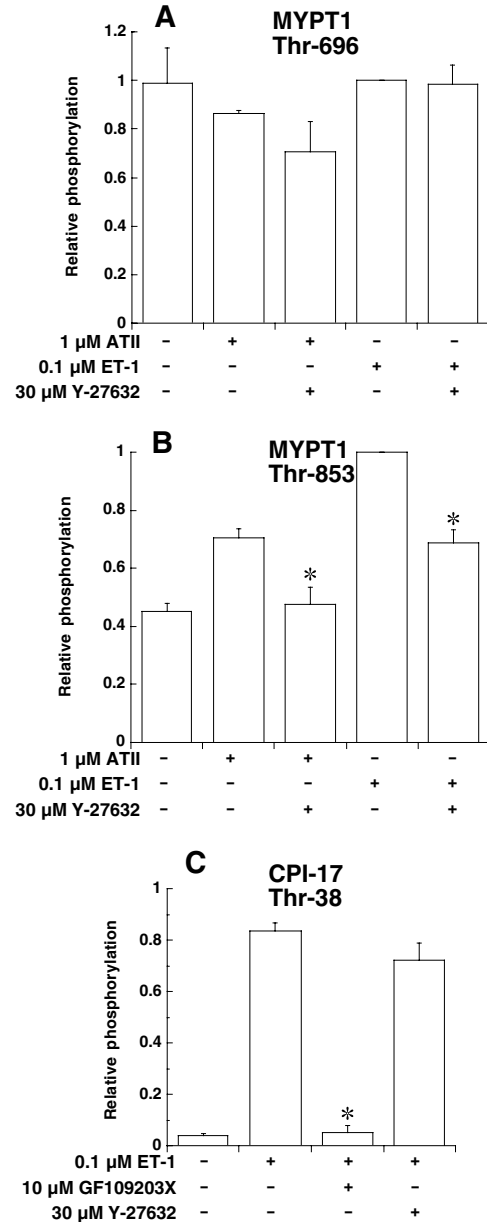 A
MYPT1
Thr-696
Relative phosphorylation
1.2
1
0.8
0.6
0.4
0.2
0
1 µM ATII – + + – –
0.1 µM ET-1 – – – + +
30 µM Y-27632 – – + – +
B
MYPT1
Thr-853
Relative phosphorylation
1
0.8
0.6
0.4
0.2
0
*
*
1 µM ATII – + + – –
0.1 µM ET-1 – – – + +
30 µM Y-27632 – – + – +
C
CPI-17
Thr-38
Relative phosphorylation
1
0.8
0.6
0.4
0.2
0
*
0.1 µM ET-1 – + + +
10 µM GF109203X – – + –
30 µM Y-27632 – – – +